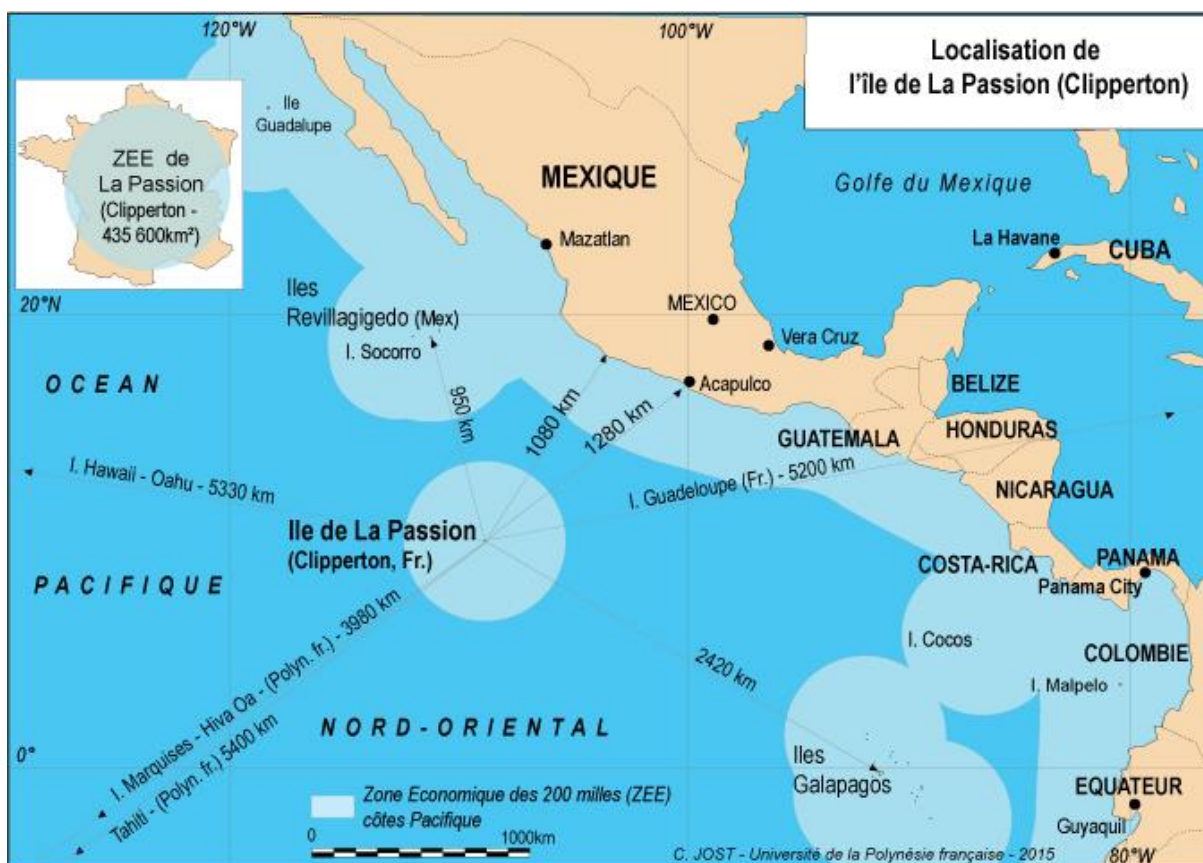 120°W
100°W
Localisation de
l'île de La Passion (Clipperton)
Ile
Guadalupe
ZEE de
La Passion
(Clipperton -
435 600km²)
MEXIQUE
Golfe du Mexique
Mazatlan
La Havane
CUBA
20°N
Iles
Revillagigedo (Mex)
I. Socorro
MEXICO
Vera Cruz
OCEAN
Acapulco
BELIZE
950 km
1080 km
1280 km
GUATEMALA
HONDURAS
I. Hawaii - Oahu - 5330 km
I. Guadeloupe (Fr.) - 5200 km
NICARAGUA
Ile de La Passion
(Clipperton, Fr.)
PACIFIQUE
COSTA-RICA
PANAMA
Panama City
I. Marquises - Hiva Oa - (Polyn. fr.) - 3980 km
Tahiti - (Polyn. fr.) 5400 km
2420 km
I. Cocos
COLOMBIE
I. Malpelo
NORD-ORIENTAL
0°
Iles
Galapagos
Zone Economique des 200 milles (ZEE)
côtes Pacifique
EQUATEUR
Guyaquil
0
1000km
C. JOST - Université de la Polynésie française - 2015
80°W